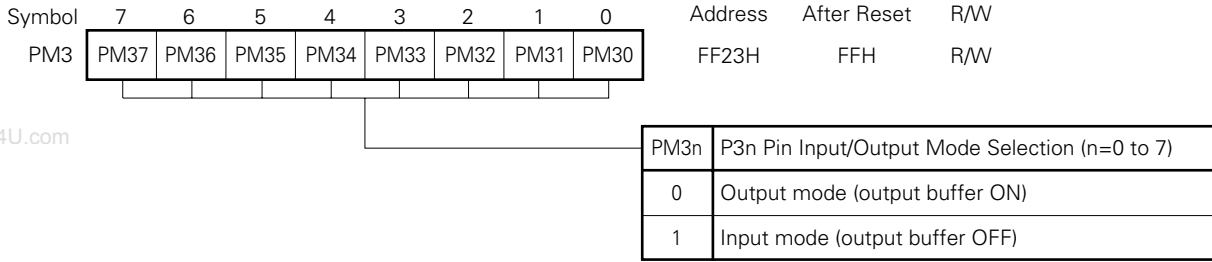 Symbol 7 6 5 4 3 2 1 0 Address After Reset R/W
PM3 PM37 PM36 PM35 PM34 PM33 PM32 PM31 PM30 FF23H FFH R/W
4U.com
PM3n P3n Pin Input/Output Mode Selection (n=0 to 7)
0 Output mode (output buffer ON)
1 Input mode (output buffer OFF)